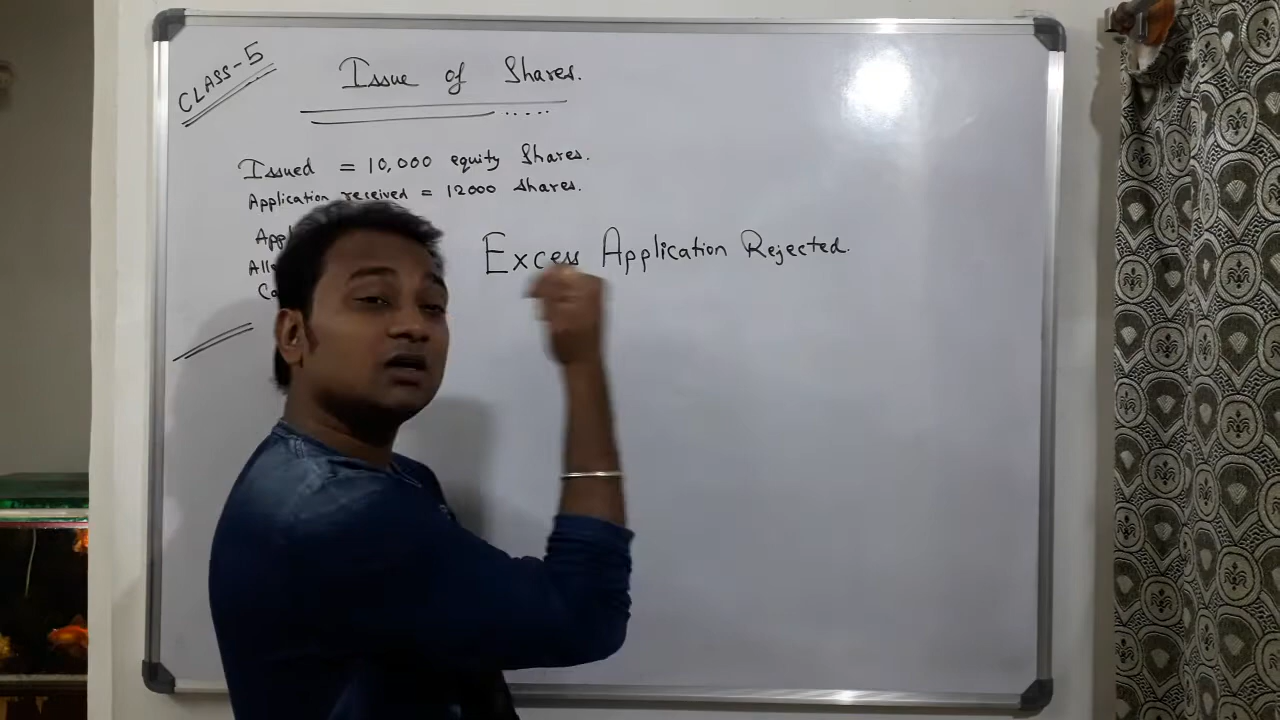 CLASS-5
Issue of Shares.
Issued = 10,000 equity Shares.
Application received = 12000 shares.
Excess Application Rejected.